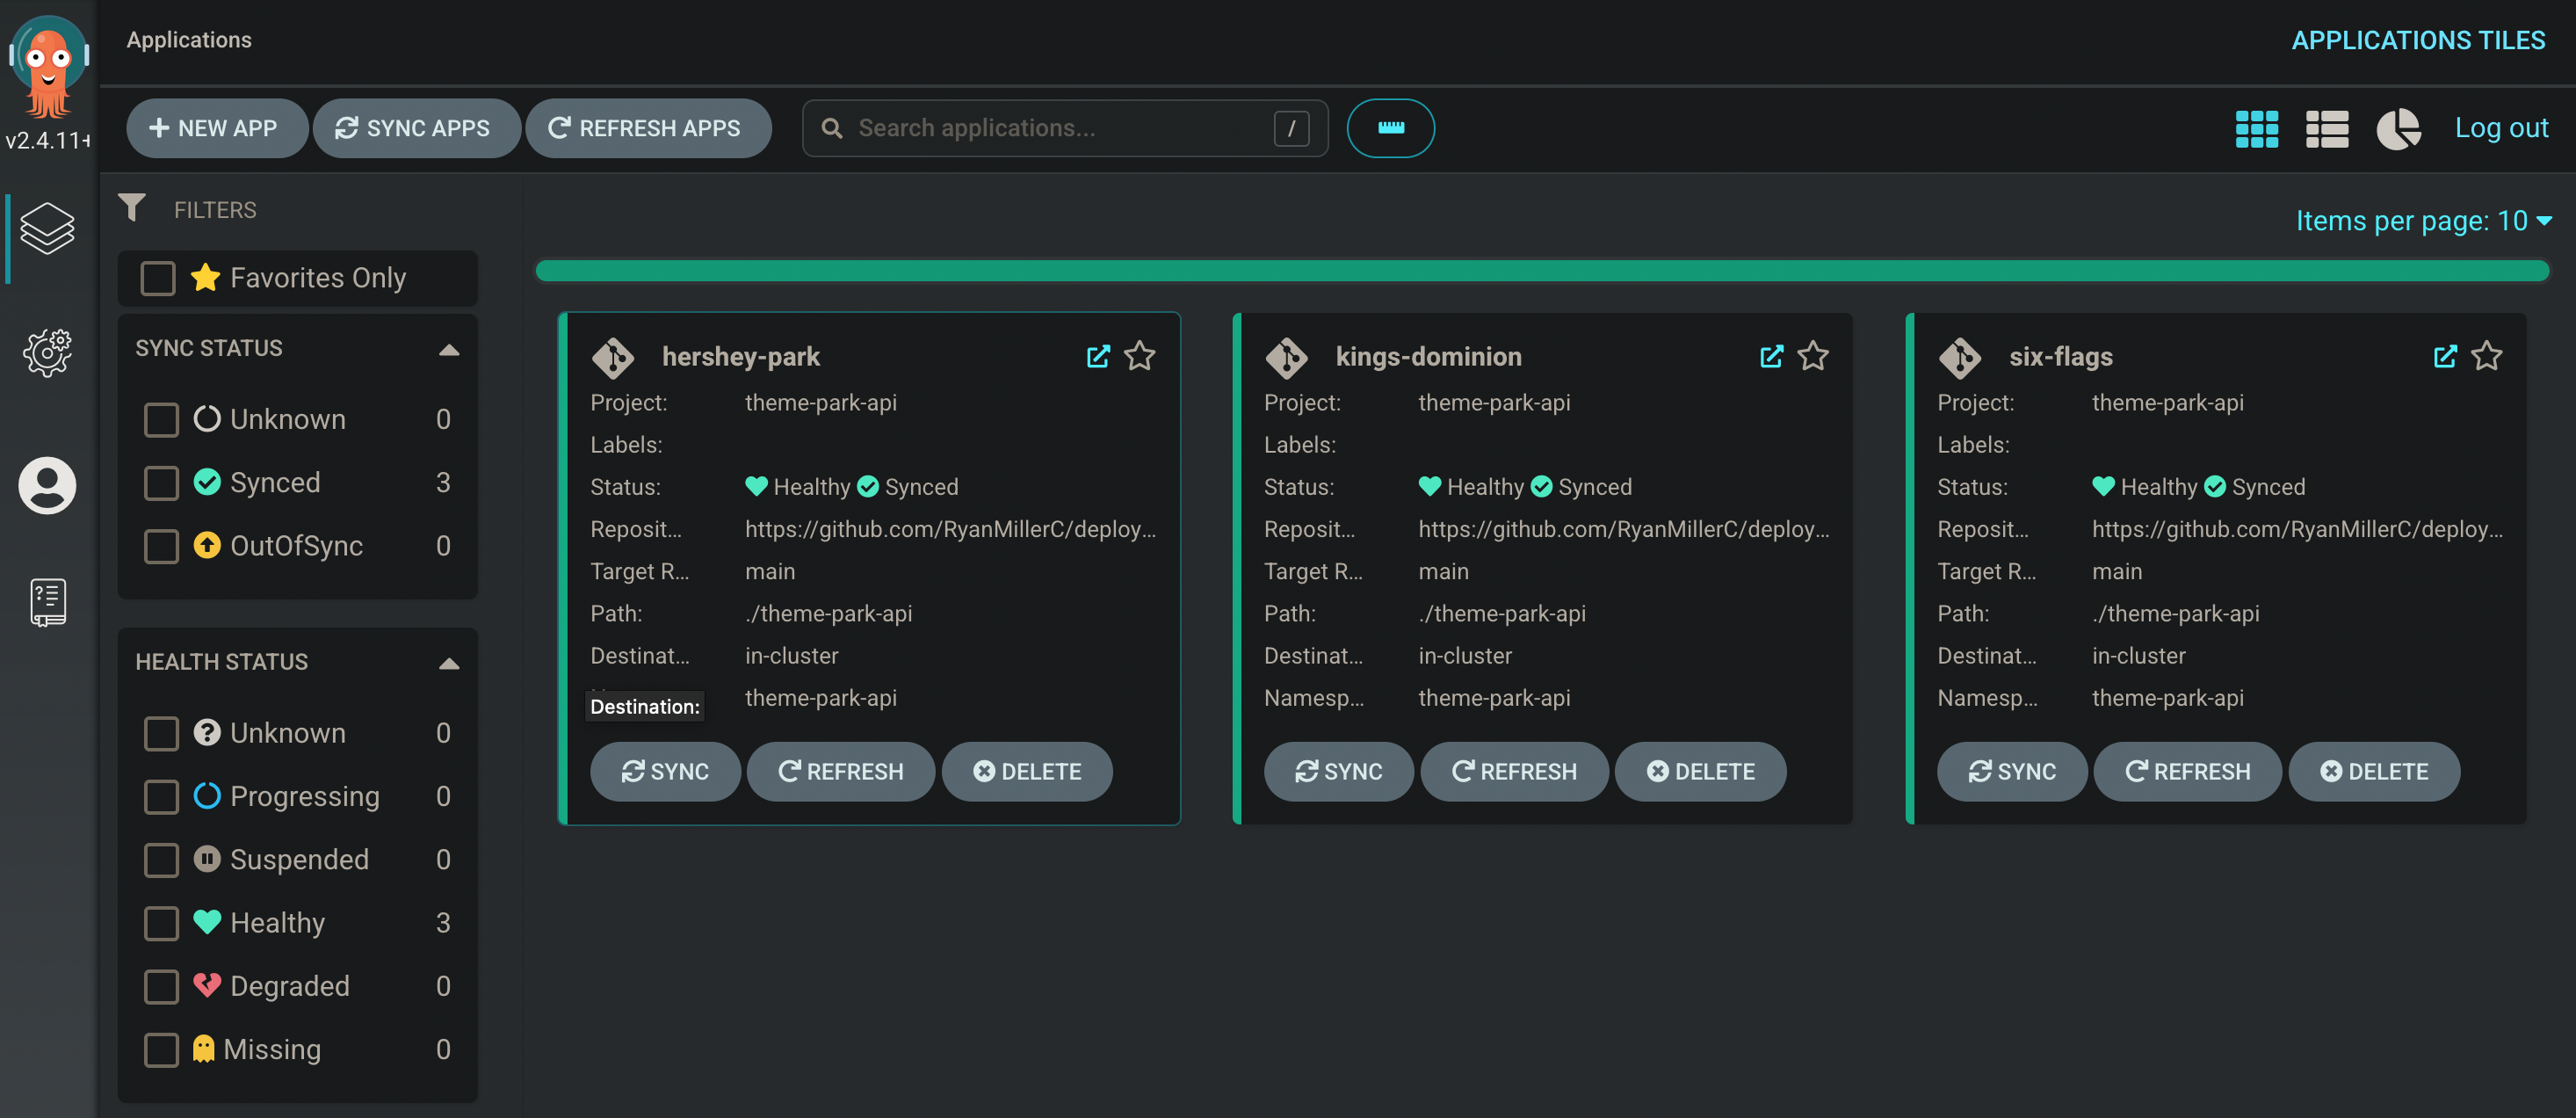 Applications
APPLICATIONS TILES
v2.4.11+
NEW APP
SYNC APPS
REFRESH APPS
Search applications...
/
Log out
FILTERS
Items per page: 10
Favorites Only
SYNC STATUS
Unknown 0
Synced 3
OutOfSync 0
HEALTH STATUS
Unknown 0
Progressing 0
Suspended 0
Healthy 3
Degraded 0
Missing 0
hershey-park
Project: theme-park-api
Labels:
Status: Healthy Synced
Reposit... https://github.com/RyanMillerC/deploy...
Target R... main
Path: ./theme-park-api
Destinat... in-cluster
theme-park-api
Destination:
SYNC REFRESH DELETE
kings-dominion
Project: theme-park-api
Labels:
Status: Healthy Synced
Reposit... https://github.com/RyanMillerC/deploy...
Target R... main
Path: ./theme-park-api
Destinat... in-cluster
Namesp... theme-park-api
SYNC REFRESH DELETE
six-flags
Project: theme-park-api
Labels:
Status: Healthy Synced
Reposit... https://github.com/RyanMillerC/deploy...
Target R... main
Path: ./theme-park-api
Destinat... in-cluster
Namesp... theme-park-api
SYNC REFRESH DELETE